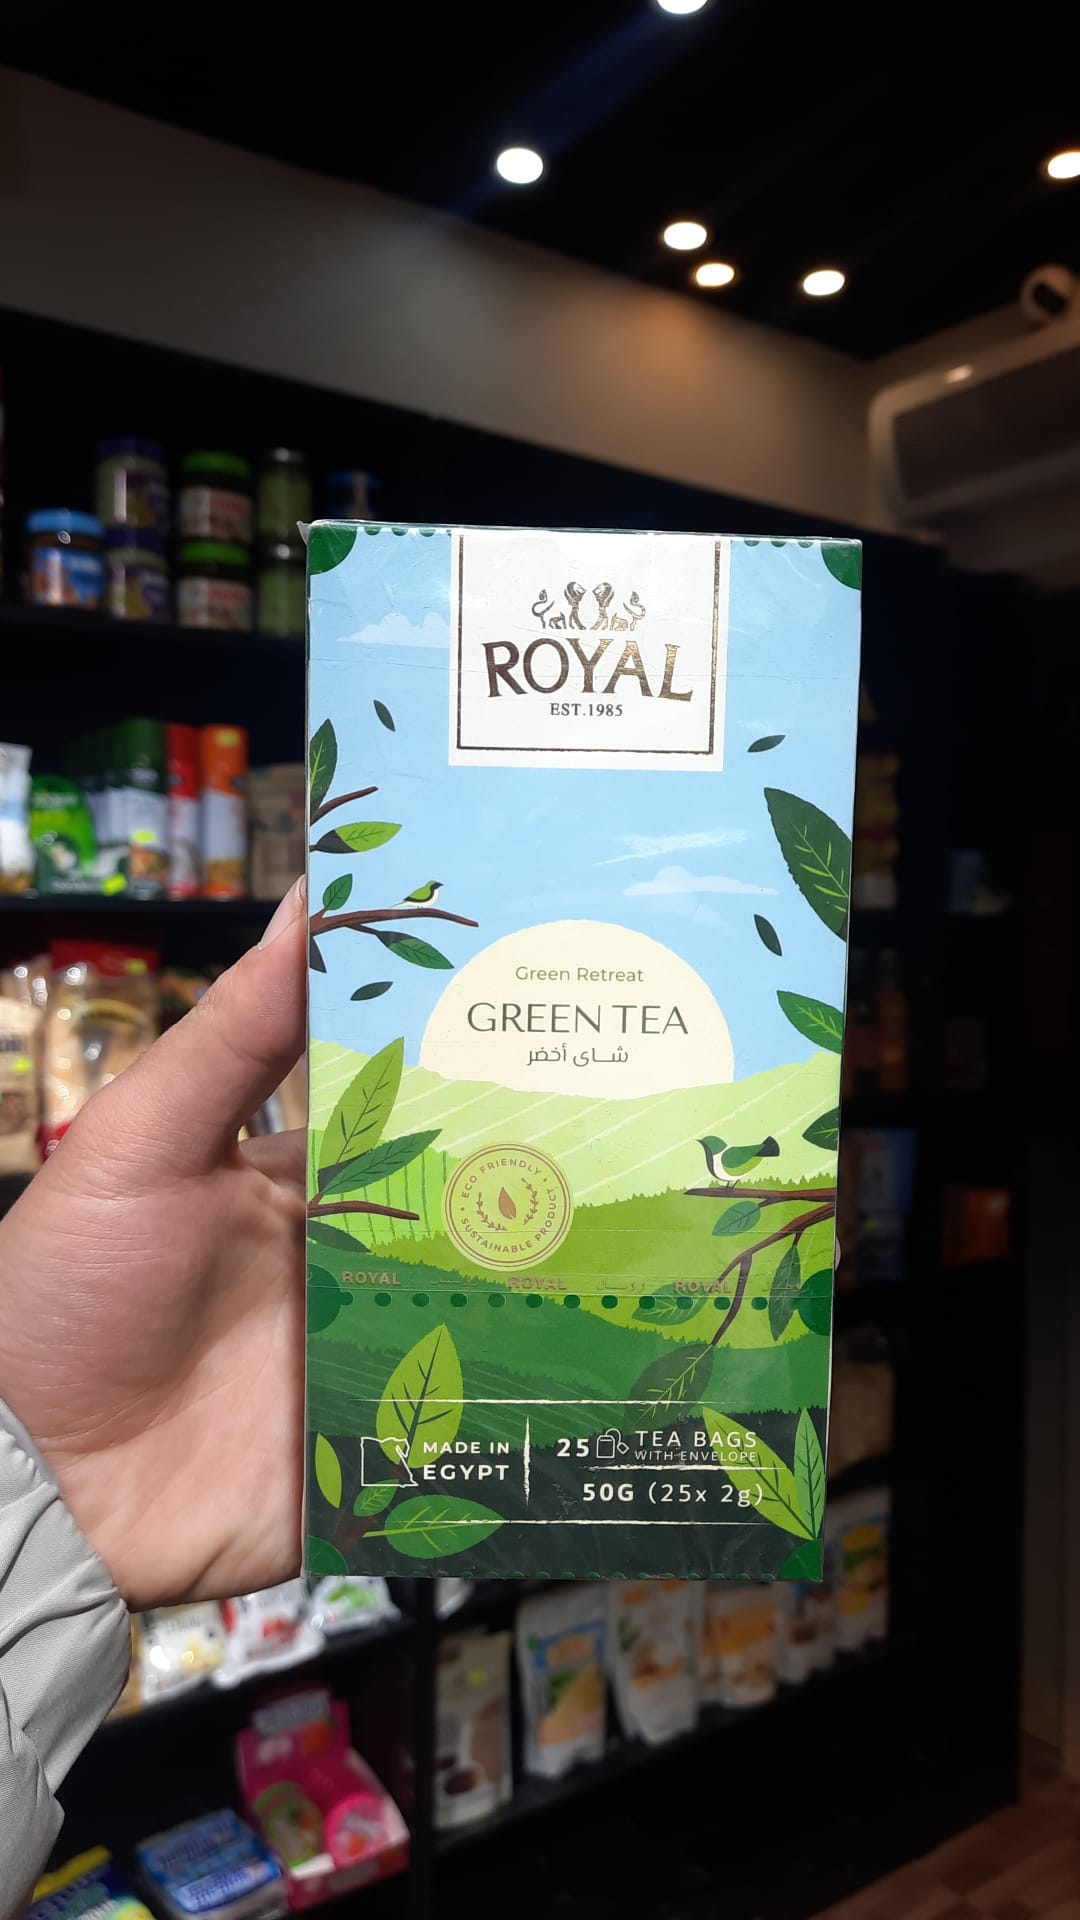 ROYAL
EST.1985
Green Retreat
GREEN TEA
شاى أخضر
ECO FRIENDLY
SUSTAINABLE PRODUCT
ROYAL ROYAL ROYAL
MADE IN
EGYPT
25 TEA BAGS
WITH ENVELOPE
50G (25x 2g)